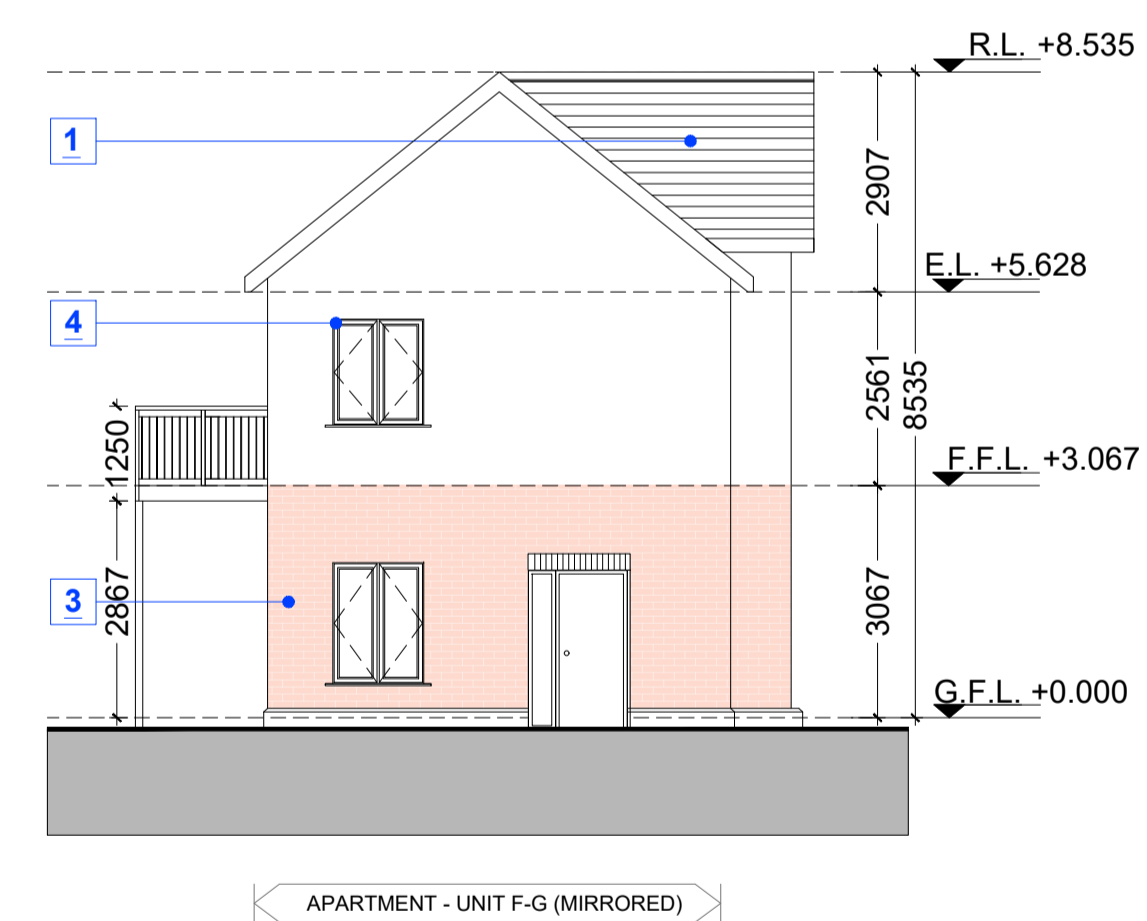 R.L. +8.535
1
2907
E.L. +5.628
4
2561
8535
1250
F.F.L. +3.067
3
2867
3067
G.F.L. +0.000
APARTMENT - UNIT F-G (MIRRORED)